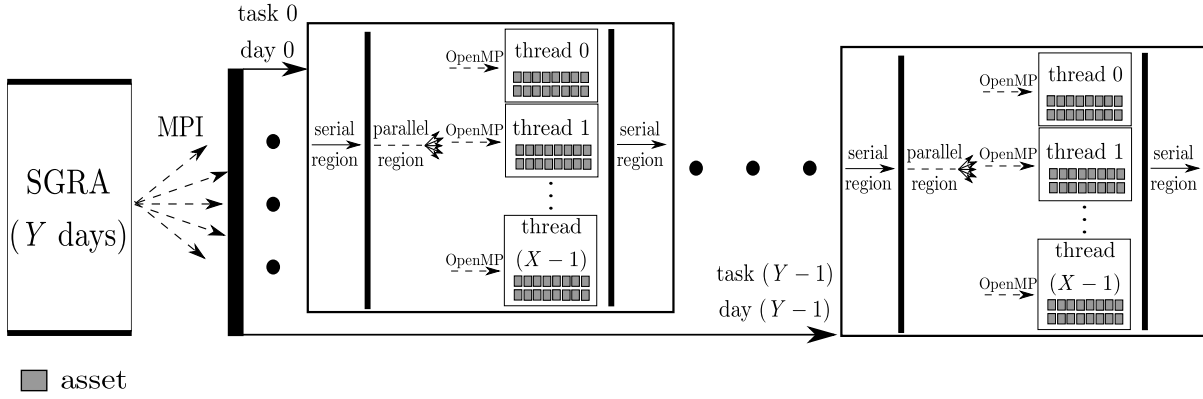 SGRA
(Y days)
MPI
task 0
day 0
serial
region
parallel
region
OpenMP
thread 0
OpenMP
thread 1
OpenMP
thread
(X − 1)
serial
region
task (Y − 1)
day (Y − 1)
serial
region
parallel
region
OpenMP
thread 0
OpenMP
thread 1
OpenMP
thread
(X − 1)
serial
region
asset